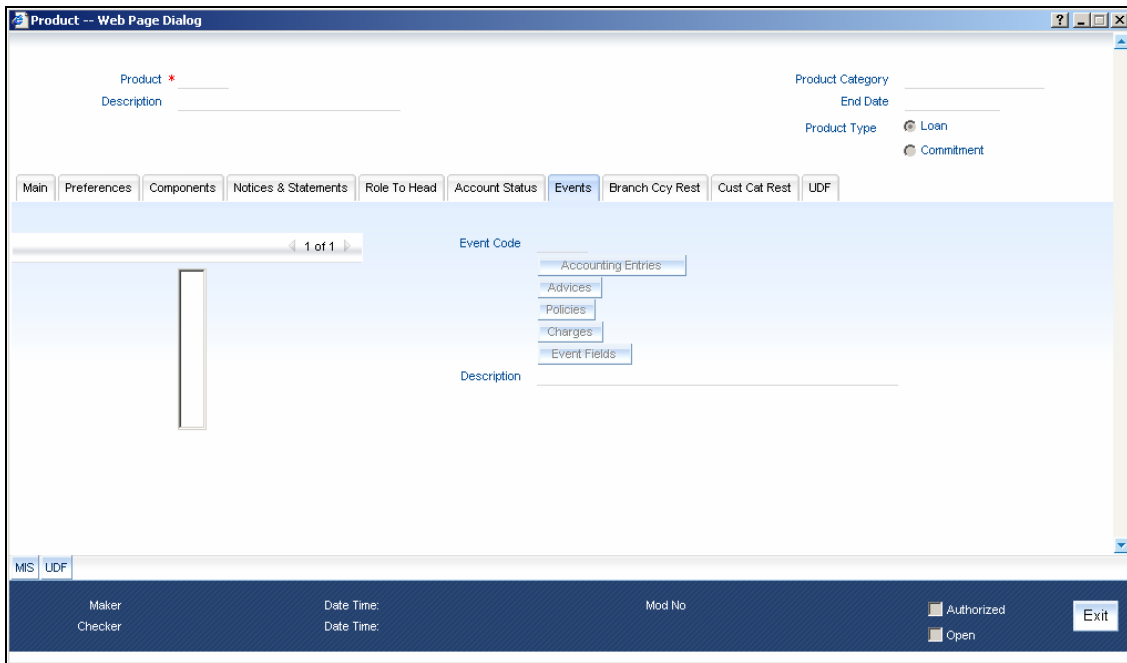 Product -- Web Page Dialog
Product *
Product Category
Description
End Date
Product Type Loan
Commitment
Main Preferences Components Notices & Statements Role To Head Account Status Events Branch Ccy Rest Cust Cat Rest UDF
1 of 1
Event Code
Accounting Entries
Advices
Policies
Charges
Event Fields
Description
MIS UDF
Maker Date Time: Mod No Authorized
Checker Date Time: Open
Exit